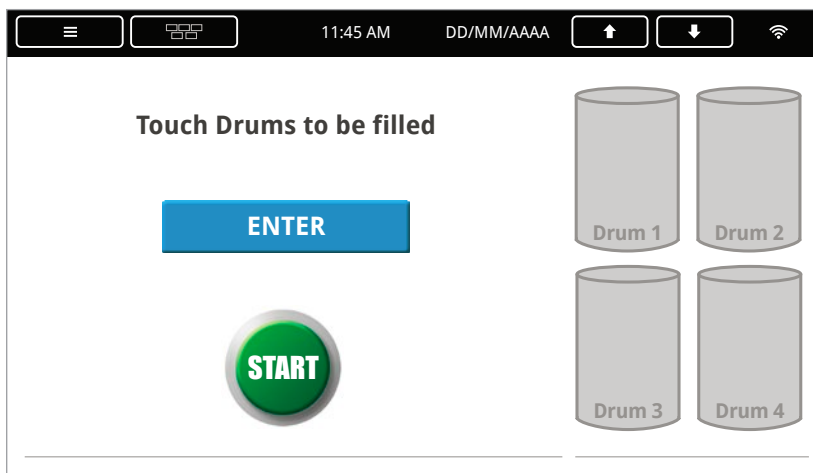 11:45 AM DD/MM/AAAA
Touch Drums to be filled
ENTER
START
Drum 1 Drum 2
Drum 3 Drum 4